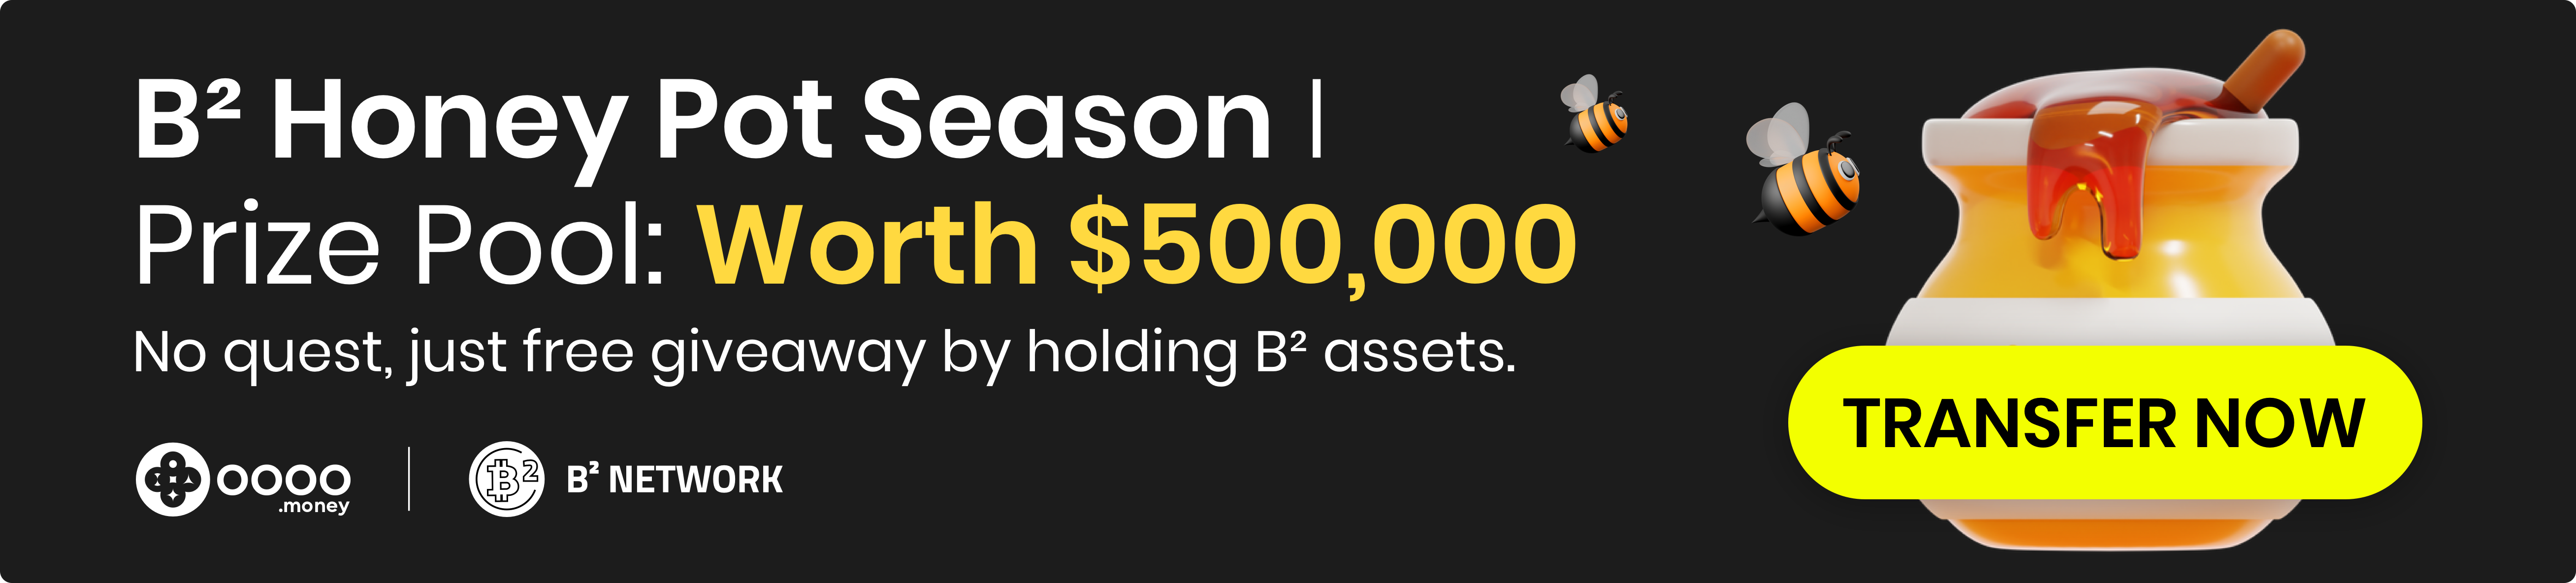 B² Honey Pot Season |
Prize Pool: Worth $500,000
No quest, just free giveaway by holding B² assets.
oooo
.money
B²
B² NETWORK
TRANSFER NOW